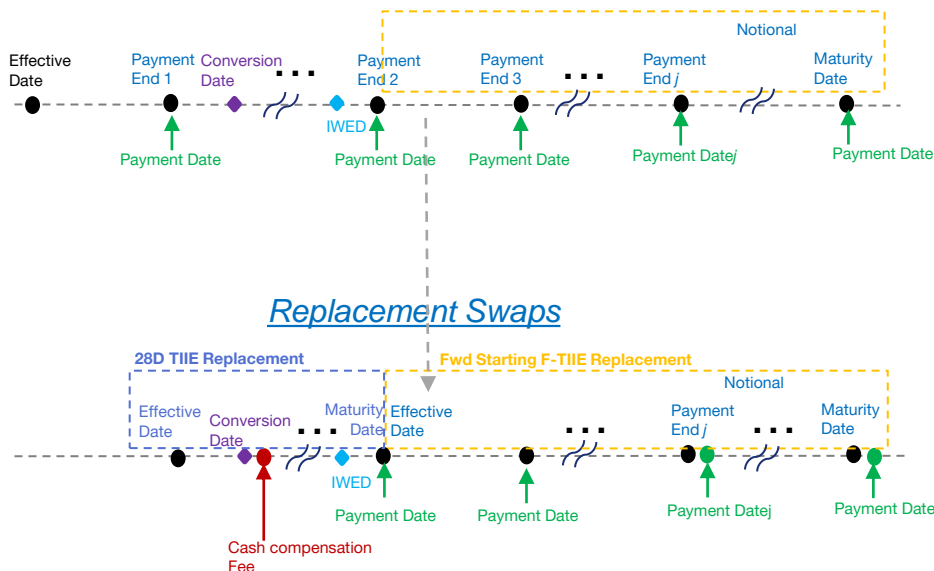 Notional
Effective
Date
Payment
End 1
Conversion
Date
...
Payment
End 2
Payment
End 3
...
Payment
End j
Maturity
Date
IWED
Payment Date
Payment Date
Payment Date
Payment Datej
Payment Date
Replacement Swaps
28D TIIE Replacement
Fwd Starting F-TIIE Replacement
Notional
Effective
Date
Conversion
Date
...
Maturity
Date
Effective
Date
...
Payment
End j
...
Maturity
Date
IWED
Payment Date
Payment Date
Payment Datej
Payment Date
Cash compensation
Fee